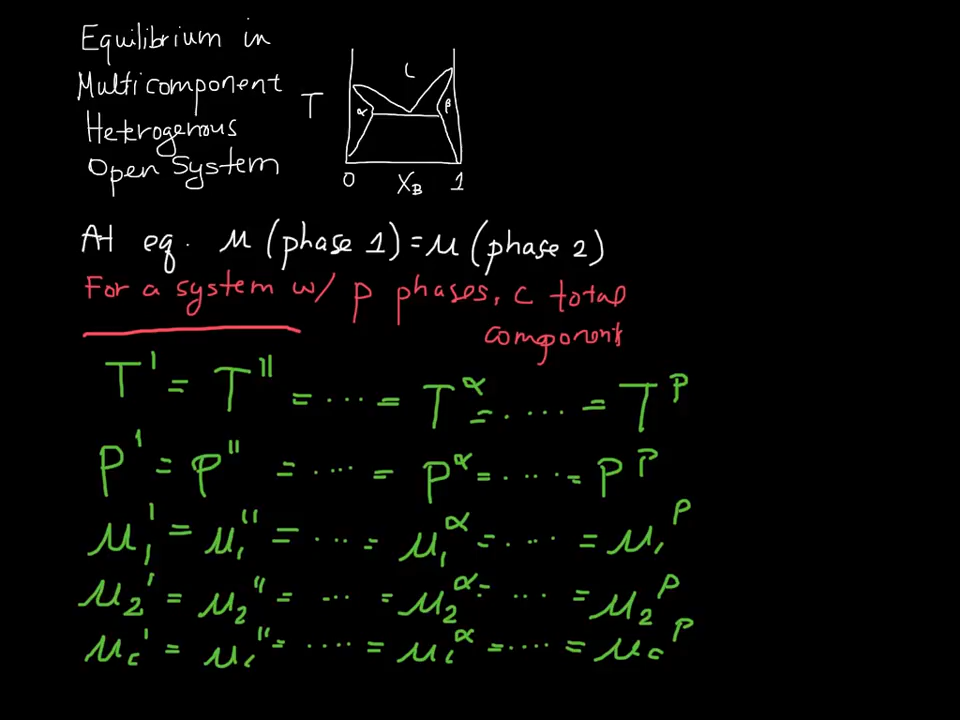 Equilibrium in
Multicomponent
Heterogenous
Open System
T
L
α
β
0 X_B 1
At eq. μ (phase 1) = μ (phase 2)
For a system w/ p phases, C total
component
T' = T'' = ... = T^α = .... = T^P
P' = P'' = .... = P^α = .... = P^P
μ₁' = μ₁'' = .... = μ₁^α = .... = μ₁^P
μ₂' = μ₂'' = ... = μ₂^α = ... = μ₂^P
μ_c' = μ_c'' = .... = μ_c^α = .... = μ_c^P